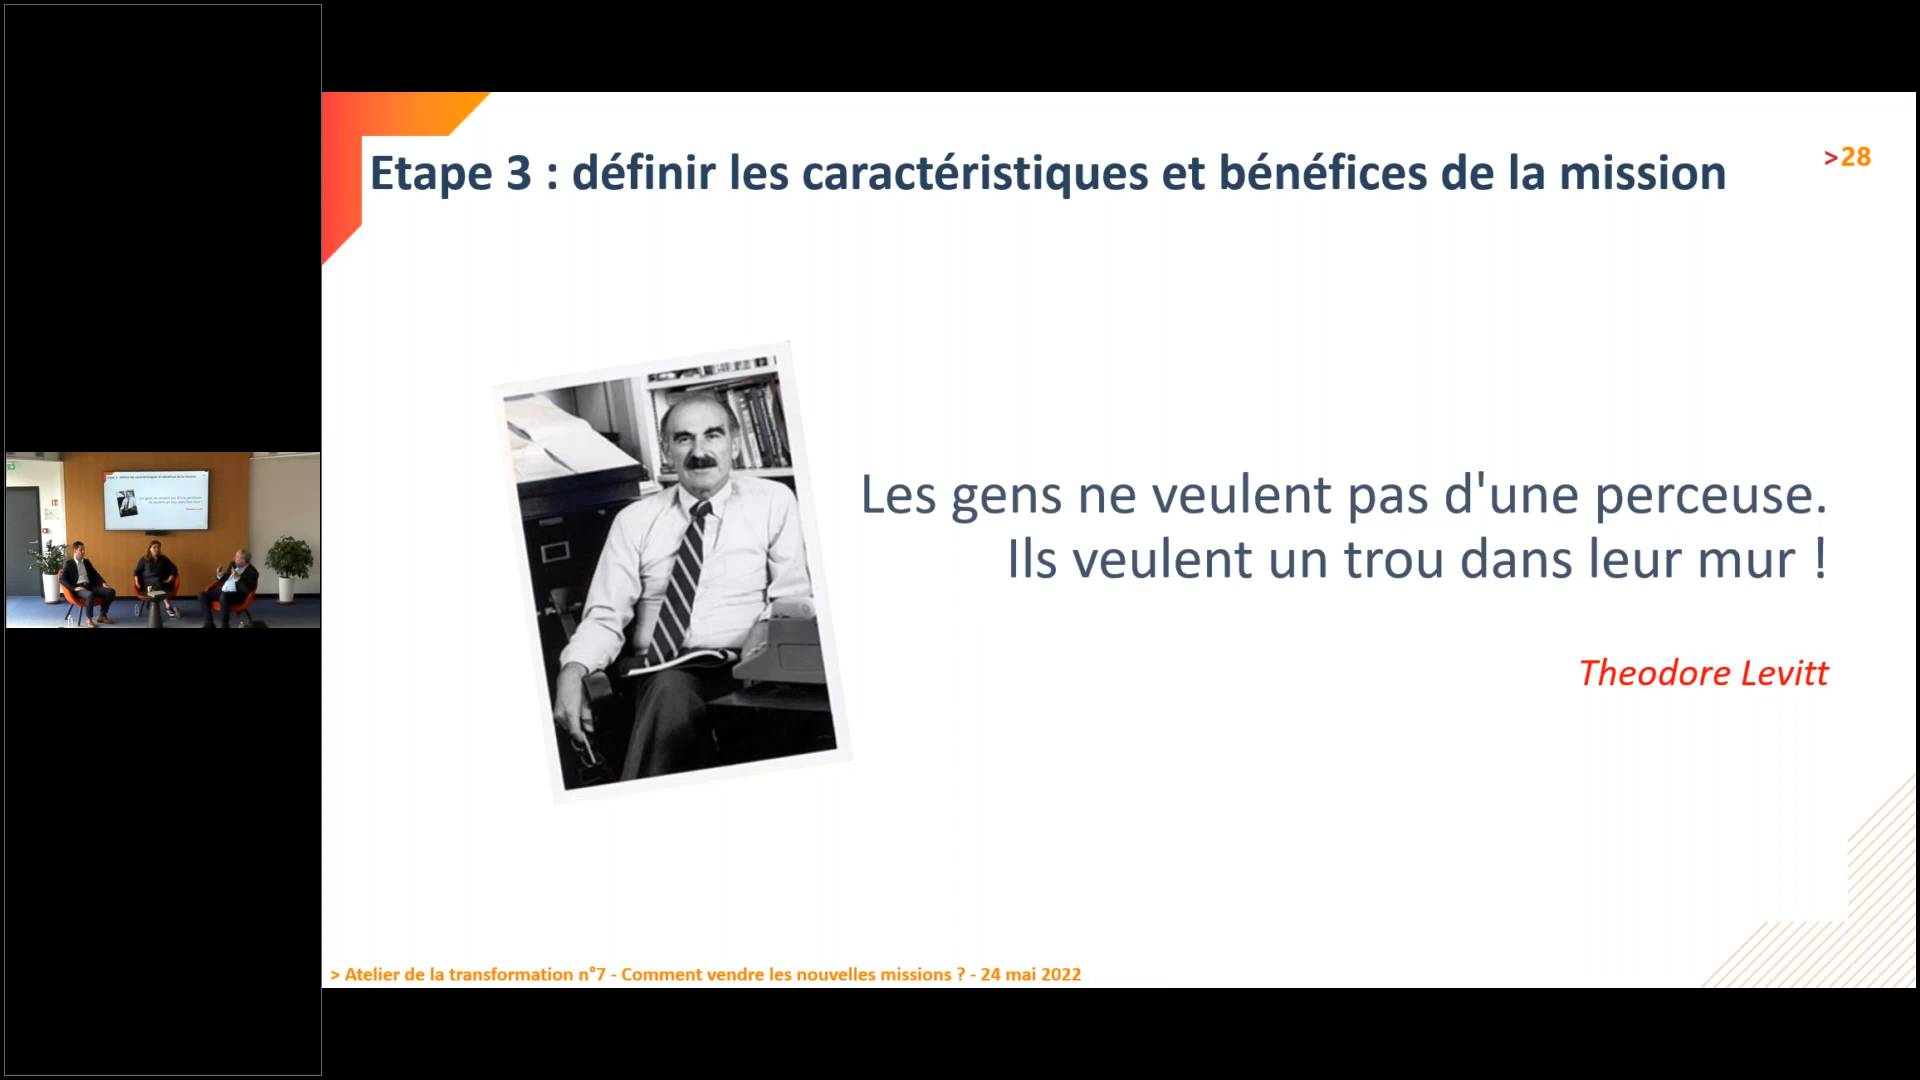 Etape 3 : définir les caractéristiques et bénéfices de la mission
>28
Les gens ne veulent pas d'une perceuse.
Ils veulent un trou dans leur mur !
Theodore Levitt
> Atelier de la transformation n°7 - Comment vendre les nouvelles missions ? - 24 mai 2022